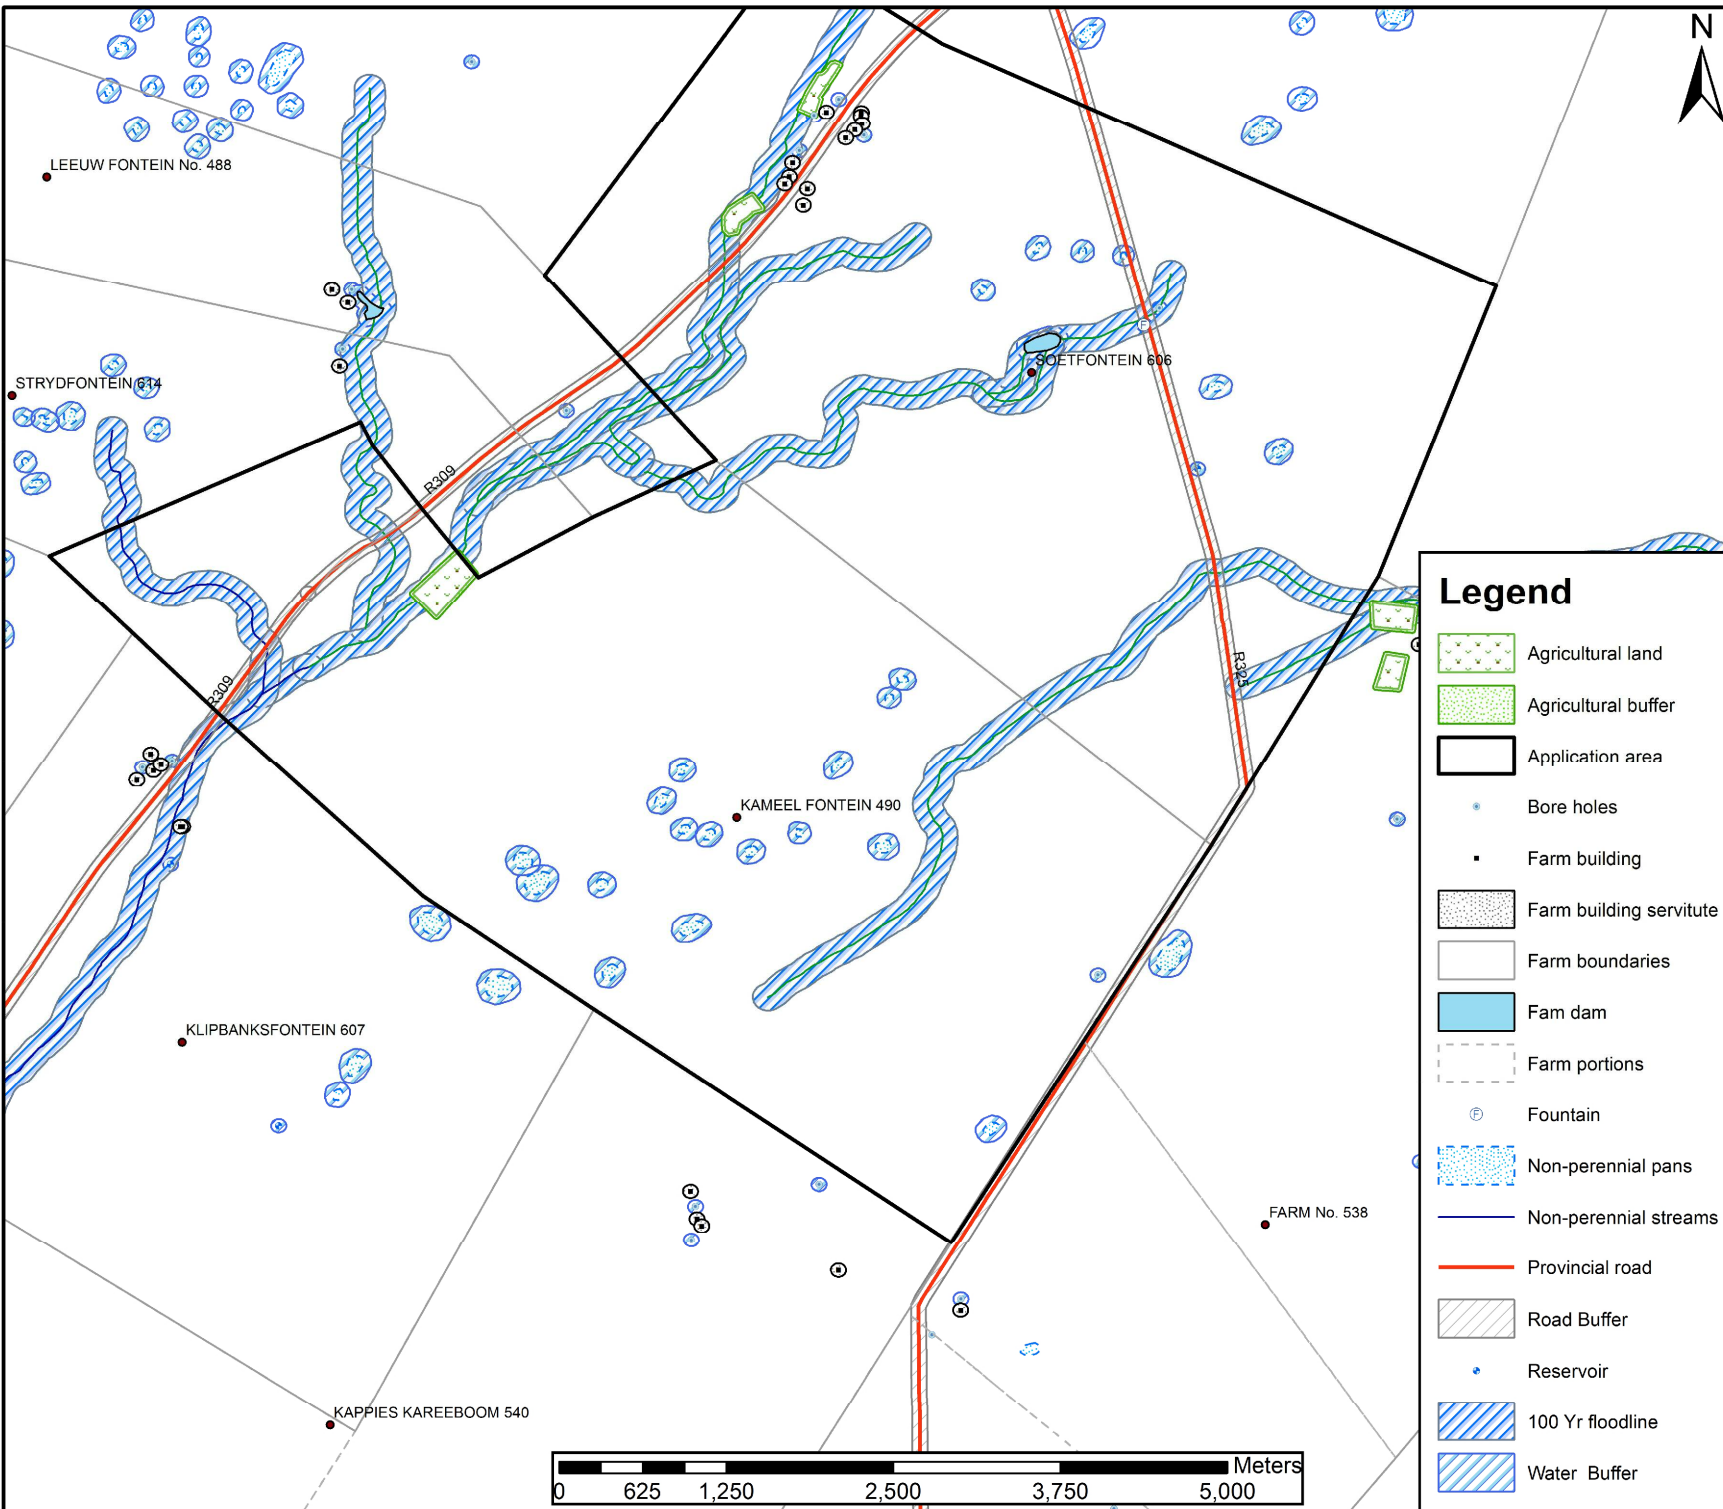 N
LEEUW FONTEIN No. 488
STRYDFONTEIN 614
SOETFONTEIN 606
R309
R309
R325
KAMEEL FONTEIN 490
KLIPBANKSFONTEIN 607
FARM No. 538
KAPPIES KAREEBOOM 540
F
Legend
Agricultural land
Agricultural buffer
Application area
Bore holes
Farm building
Farm building servitute
Farm boundaries
Fam dam
Farm portions
F Fountain
Non-perennial pans
Non-perennial streams
Provincial road
Road Buffer
Reservoir
100 Yr floodline
Water Buffer
Meters
0 625 1,250 2,500 3,750 5,000